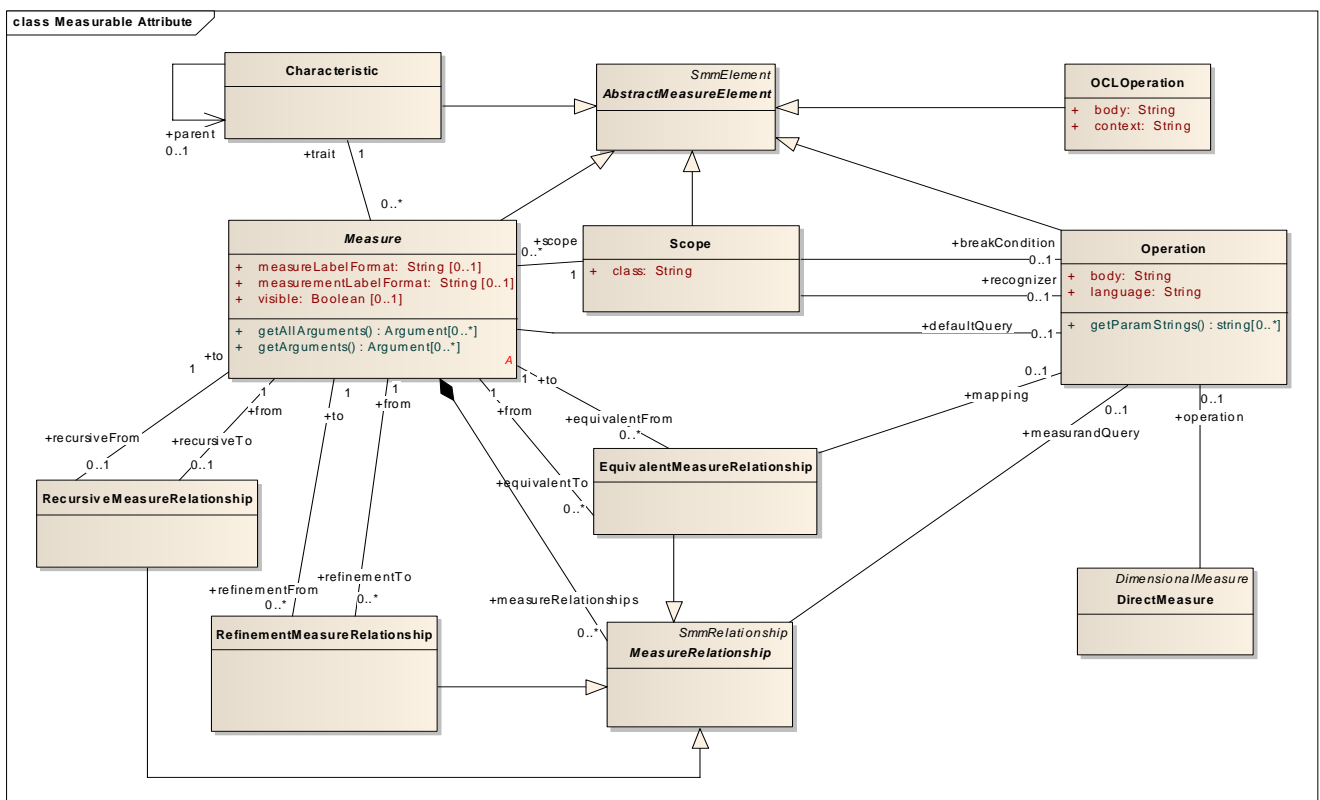 class Measurable Attribute
Characteristic
+parent
0..1
+trait
1
0..*
SmmElement
AbstractMeasureElement
OCLOperation
+ body: String
+ context: String
Measure
+ measureLabelFormat: String [0..1]
+ measurementLabelFormat: String [0..1]
+ visible: Boolean [0..1]
+ getAllArguments() : Argument[0..*]
+ getArguments() : Argument[0..*]
A
+scope
0..*
1
Scope
+ class: String
+breakCondition
0..1
+recognizer
0..1
+defaultQuery
0..1
Operation
+ body: String
+ language: String
+ getParamStrings() : string[0..*]
+to
1
+recursiveFrom
0..1
1
+from
+recursiveTo
0..1
1
+to
+refinementFrom
0..*
1
+from
+refinementTo
0..*
1
+from
+equivalentTo
0..*
1
+to
+equivalentFrom
0..*
0..1
+mapping
0..1
+measurandQuery
0..1
+operation
RecursiveMeasureRelationship
EquivalentMeasureRelationship
DimensionalMeasure
DirectMeasure
+measureRelationships
0..*
RefinementMeasureRelationship
SmmRelationship
MeasureRelationship